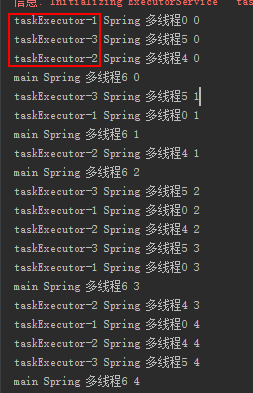 信息: Initializing ExecutorService 'tas
taskExecutor-1 Spring 多线程0 0
taskExecutor-3 Spring 多线程5 0
taskExecutor-2 Spring 多线程4 0
main Spring 多线程6 0
taskExecutor-3 Spring 多线程5 1
taskExecutor-1 Spring 多线程0 1
main Spring 多线程6 1
taskExecutor-2 Spring 多线程4 1
main Spring 多线程6 2
taskExecutor-3 Spring 多线程5 2
taskExecutor-1 Spring 多线程0 2
taskExecutor-2 Spring 多线程4 2
taskExecutor-3 Spring 多线程5 3
taskExecutor-1 Spring 多线程0 3
main Spring 多线程6 3
taskExecutor-2 Spring 多线程4 3
taskExecutor-1 Spring 多线程0 4
taskExecutor-2 Spring 多线程4 4
taskExecutor-3 Spring 多线程5 4
main Spring 多线程6 4